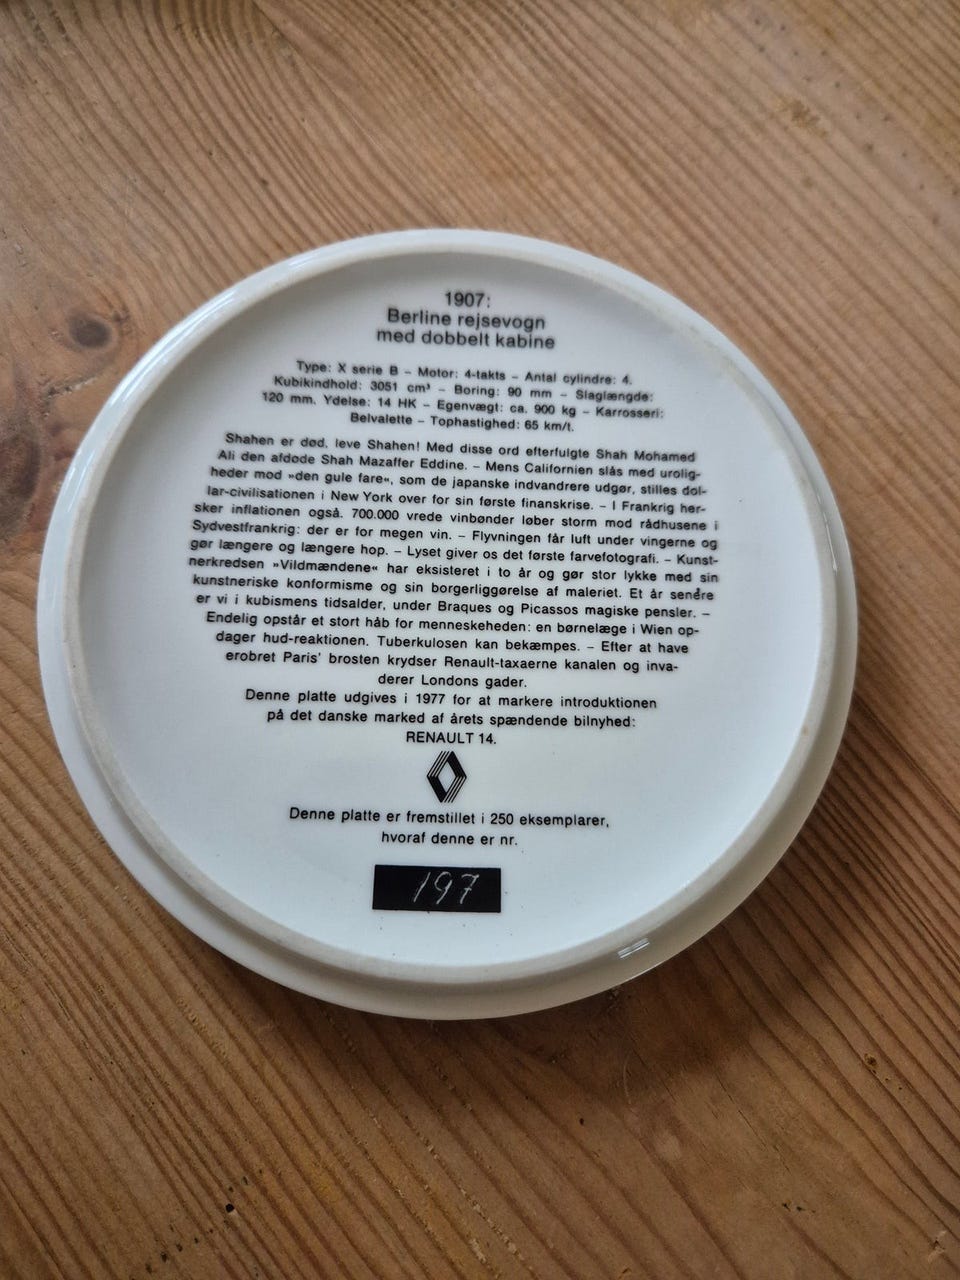 1907:
Berline rejsevogn
med dobbelt kabine
Type: X serie B – Motor: 4-takts – Antal cylindre: 4.
Kubikindhold: 3051 cm³ – Boring: 90 mm – Slaglængde:
120 mm. Ydelse: 14 HK – Egenvægt: ca. 900 kg – Karrosseri:
Belvalette – Tophastighed: 65 km/t.
Shahen er død, leve Shahen! Med disse ord efterfulgte Shah Mohamed
Ali den afdøde Shah Mazaffer Eddine. – Mens Californien slås med urolig-
heder mod »den gule fare«, som de japanske indvandrere udgør, stilles dol-
lar-civilisationen i New York over for sin første finanskrise. – I Frankrig her-
sker inflationen også. 700.000 vrede vinbønder løber storm mod rådhusene i
Sydvestfrankrig: der er for megen vin. – Flyvningen får luft under vingerne og
gør længere og længere hop. – Lyset giver os det første farvefotografi. – Kunst-
nerkredsen »Vildmændene« har eksisteret i to år og gør stor lykke med sin
kunstneriske konformisme og sin borgerliggørelse af maleriet. Et år senere
er vi i kubismens tidsalder, under Braques og Picassos magiske pensler. –
Endelig opstår et stort håb for menneskeheden: en børnelæge i Wien op-
dager hud-reaktionen. Tuberkulosen kan bekæmpes. – Efter at have
erobret Paris' brosten krydser Renault-taxaerne kanalen og inva-
derer Londons gader.
Denne platte udgives i 1977 for at markere introduktionen
på det danske marked af årets spændende bilnyhed:
RENAULT 14.
Denne platte er fremstillet i 250 eksemplarer,
hvoraf denne er nr.
197